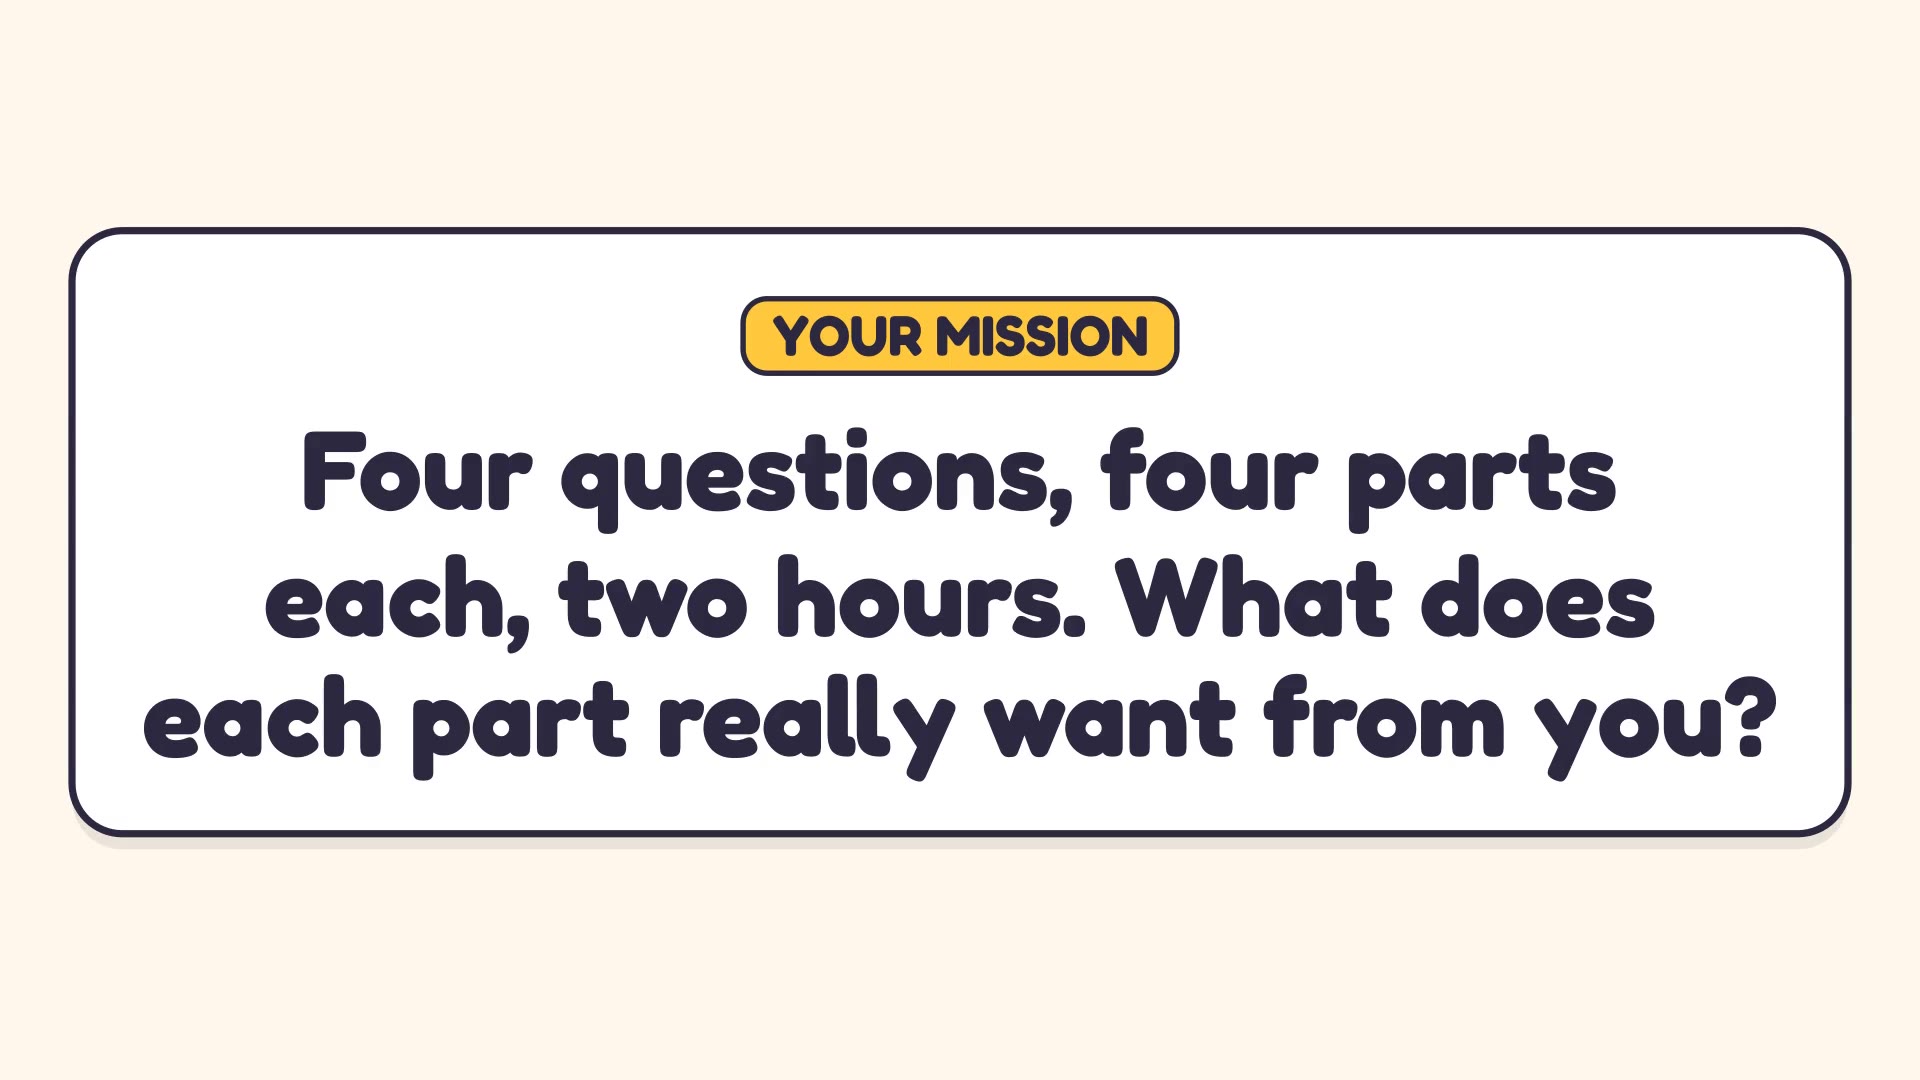 YOUR MISSION
Four questions, four parts
each, two hours. What does
each part really want from you?